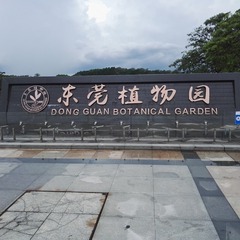 东莞植物园
DONG GUAN BOTANICAL GARDEN